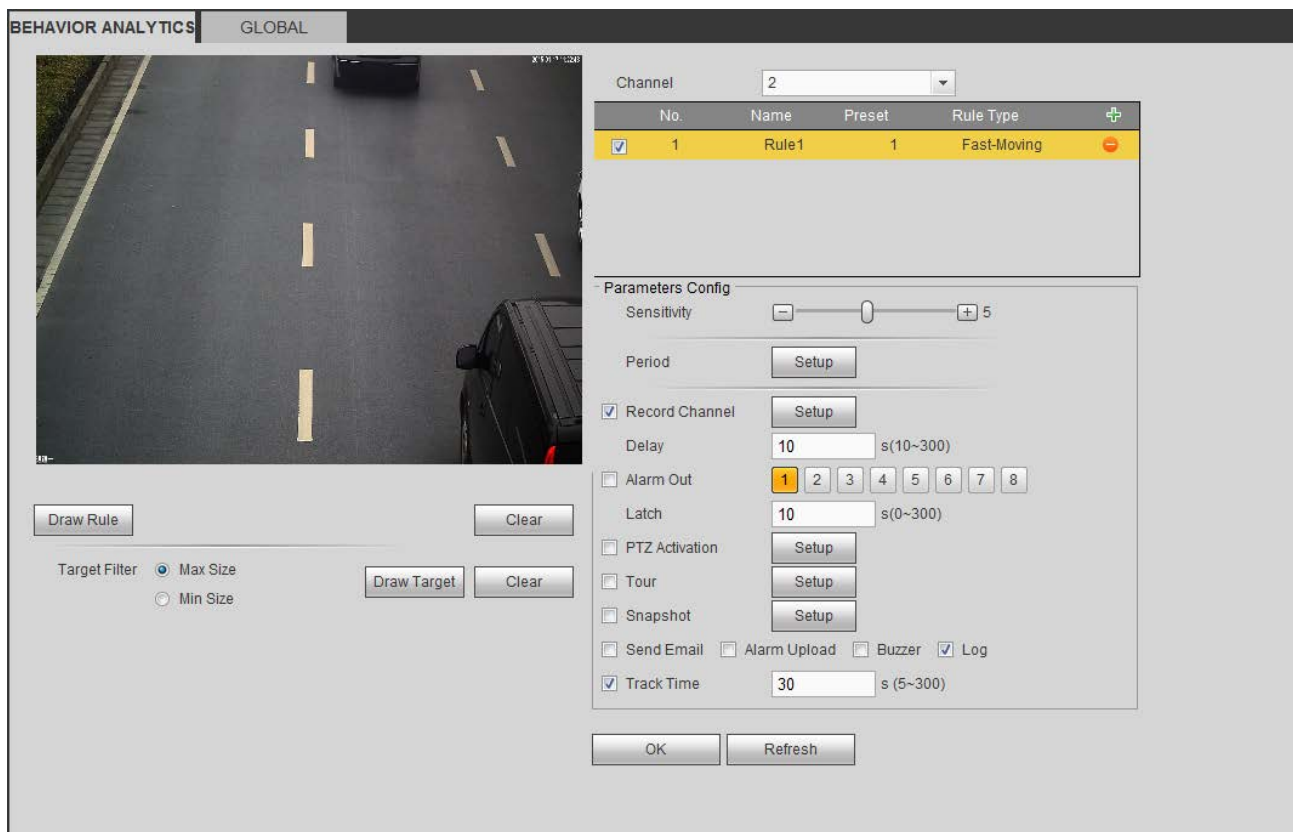 BEHAVIOR ANALYTICS GLOBAL
Channel 2
No. Name Preset Rule Type
1 Rule1 1 Fast-Moving
Parameters Config
Sensitivity 5
Period Setup
Record Channel Setup
Delay 10 s(10~300)
Alarm Out 1 2 3 4 5 6 7 8
Latch 10 s(0~300)
PTZ Activation Setup
Tour Setup
Snapshot Setup
Send Email Alarm Upload Buzzer Log
Track Time 30 s (5~300)
OK Refresh
Draw Rule Clear
Target Filter Max Size Draw Target Clear
Min Size